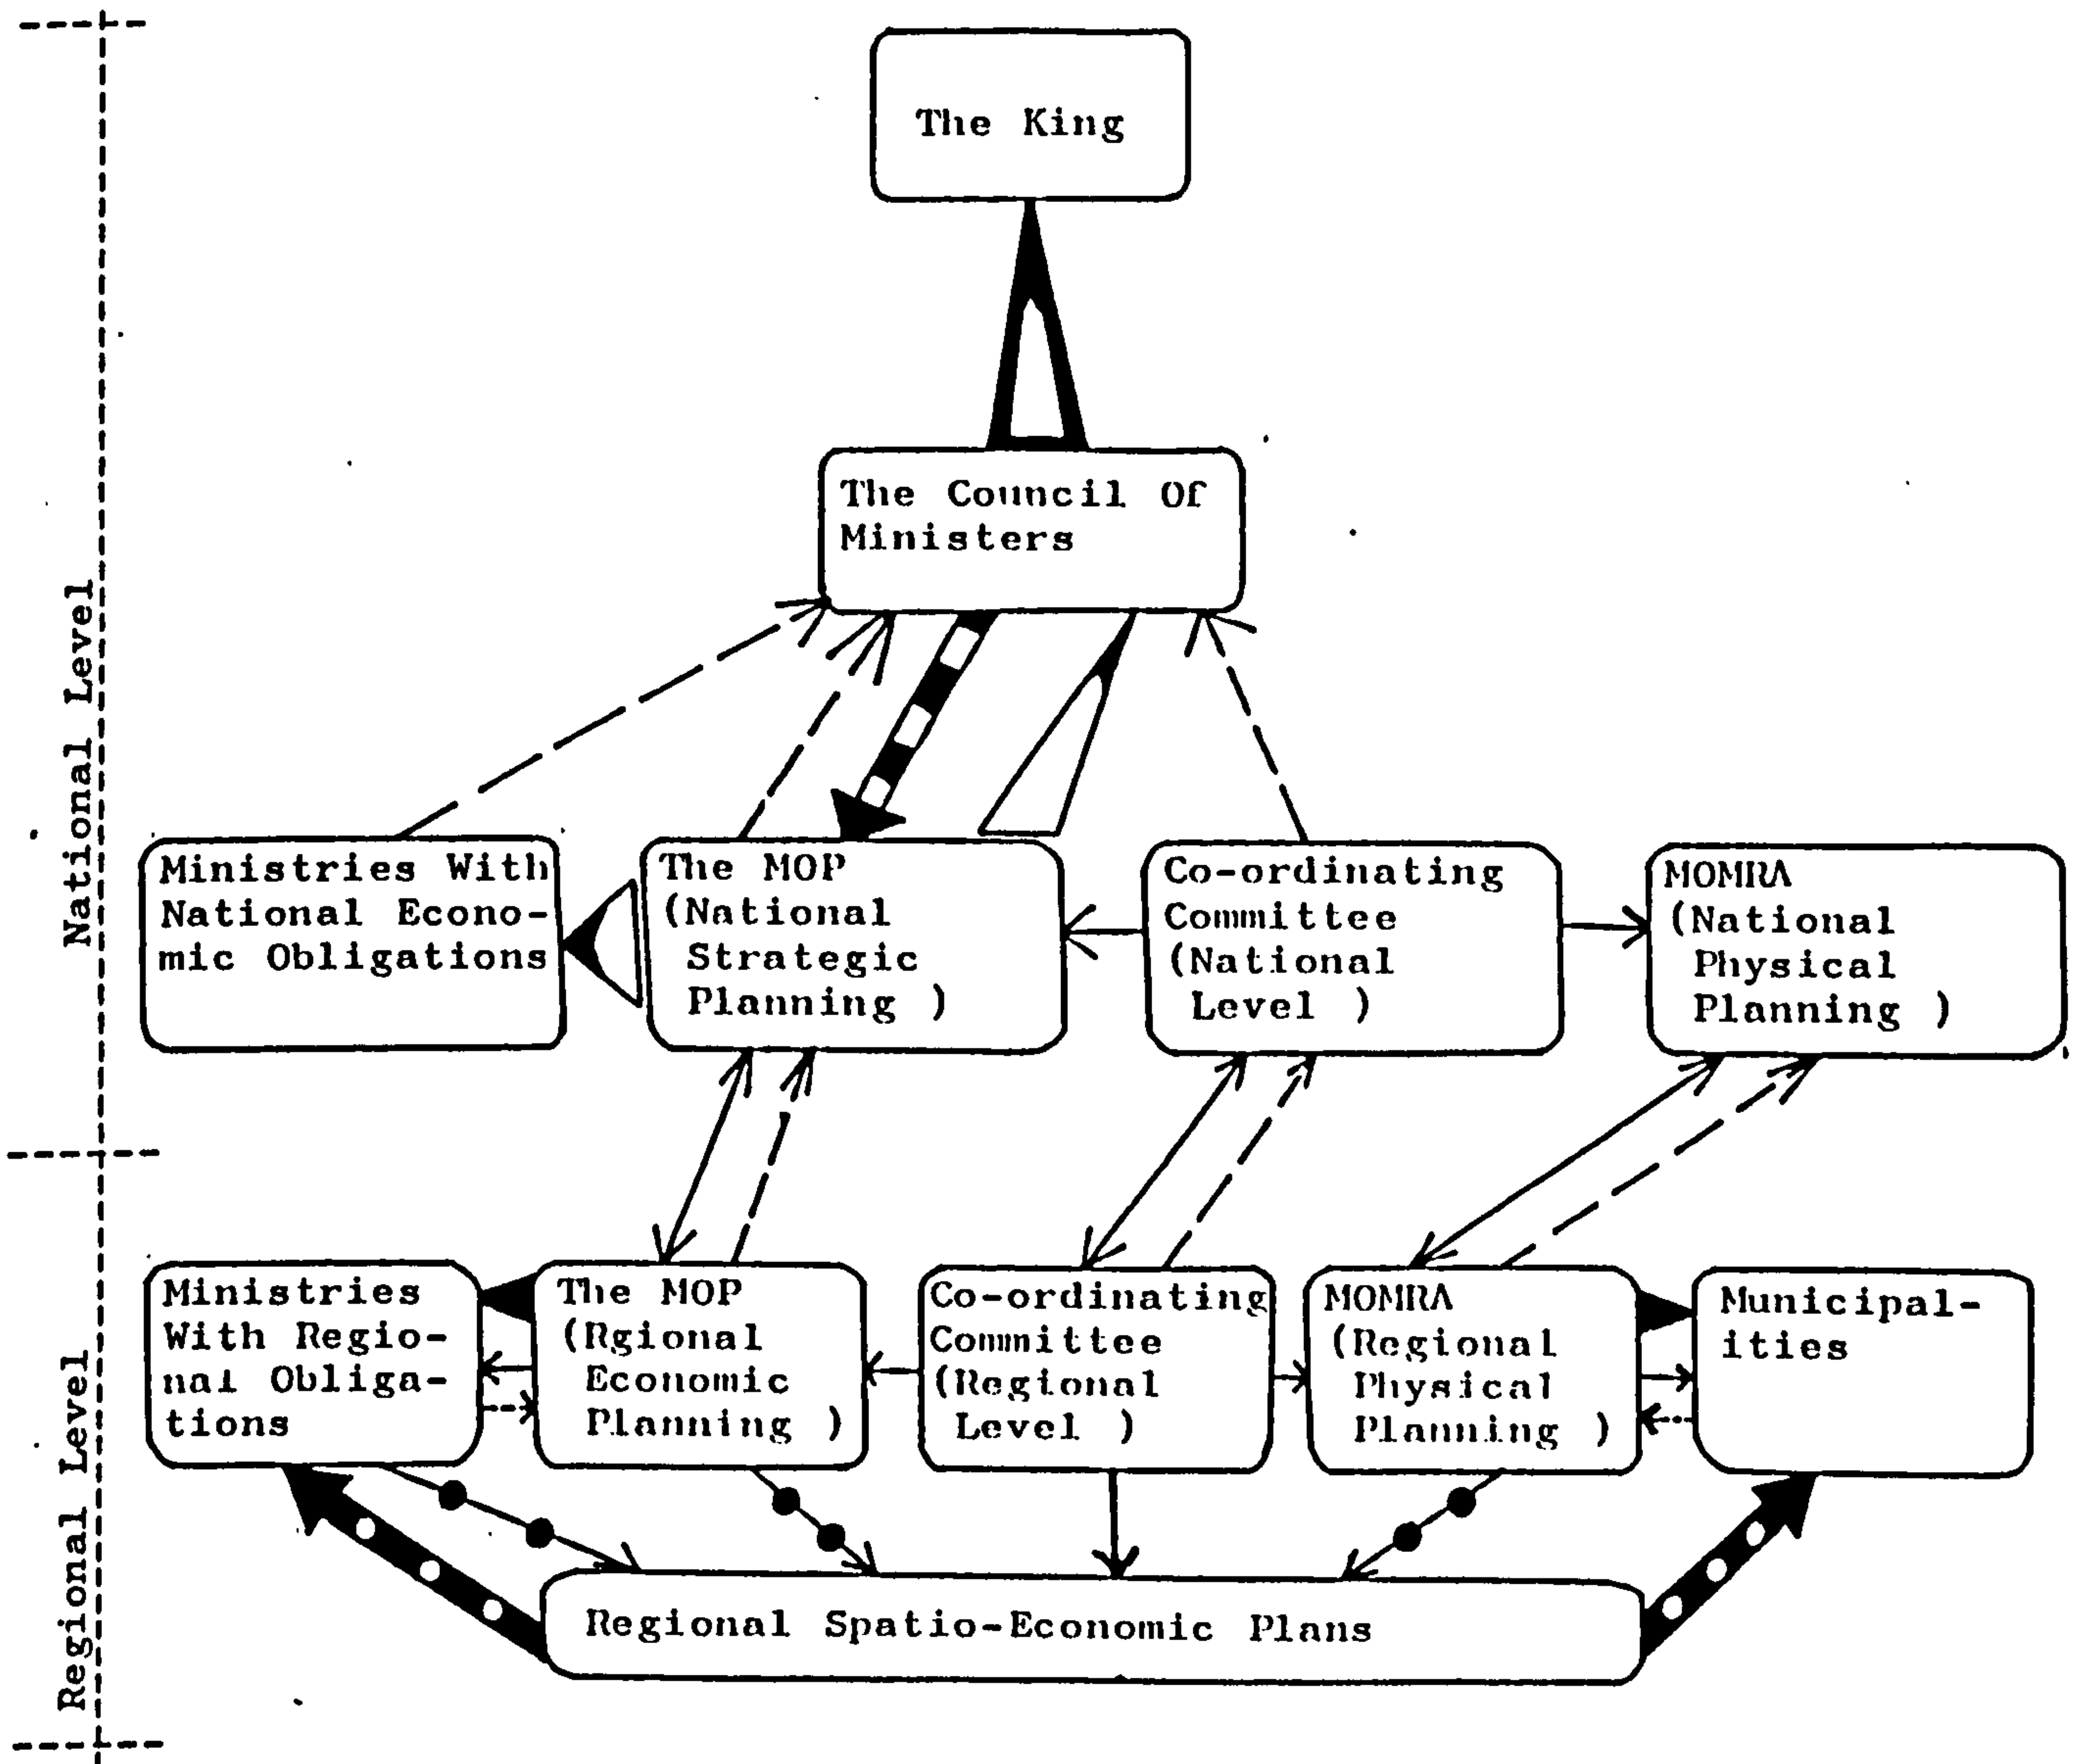 The King
The Council Of
Ministers
National Level
Ministries With
National Econo-
mic Obligations
The MOP
(National
Strategic
Planning )
Co-ordinating
Committee
(National
Level )
MOMRA
(National
Physical
Planning )
Regional Level
Ministries
With Regio-
nal Obliga-
tions
The MOP
(Rgional
Economic
Planning )
Co-ordinating
Committee
(Regional
Level )
MOMRA
(Regional
Physical
Planning )
Municipal-
ities
Regional Spatio-Economic Plans